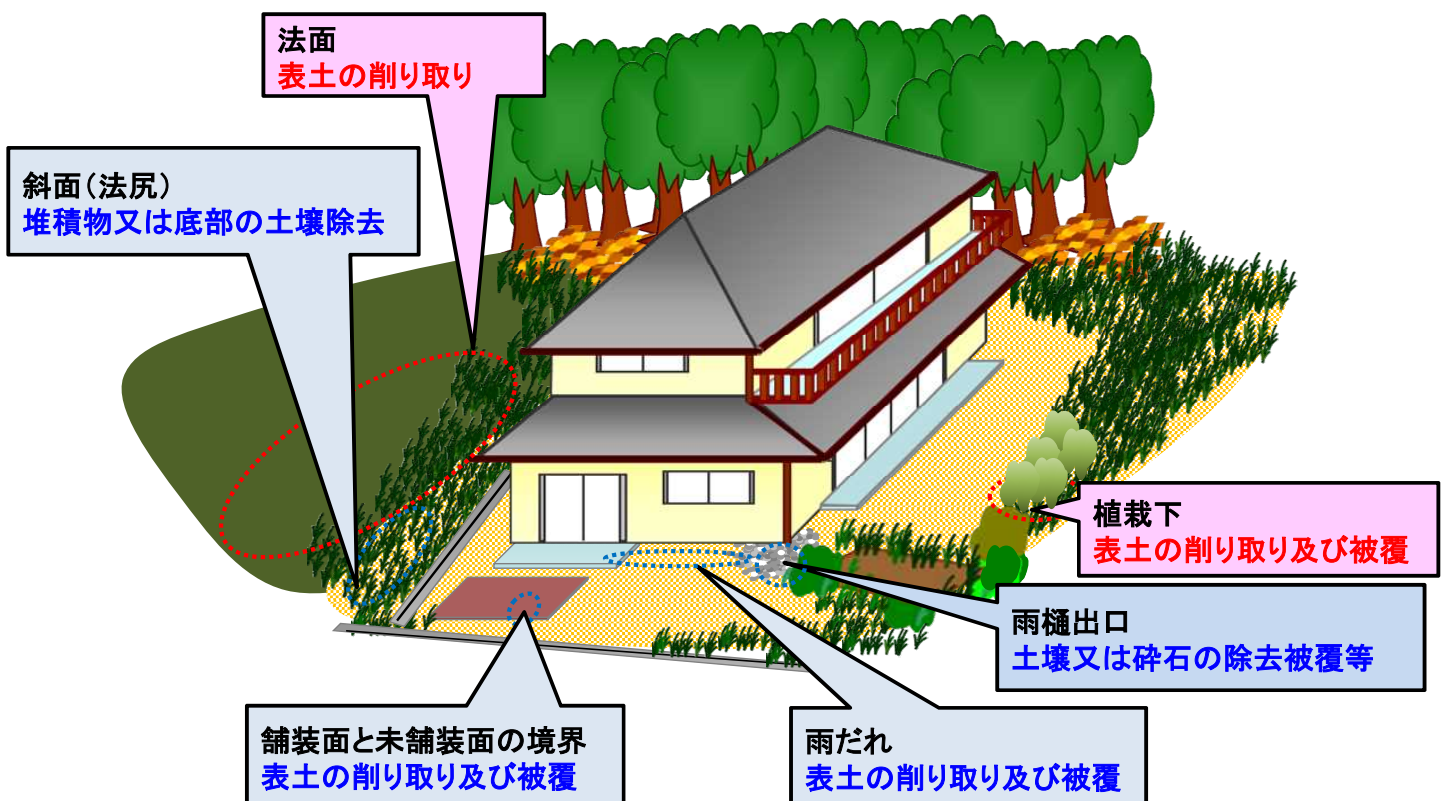 法面
表土の削り取り
斜面(法尻)
堆積物又は底部の土壌除去
植栽下
表土の削り取り及び被覆
雨樋出口
土壌又は砕石の除去被覆等
舗装面と未舗装面の境界
表土の削り取り及び被覆
雨だれ
表土の削り取り及び被覆